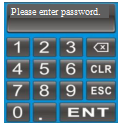 Please enter password.
1 2 3
4 5 6 CLR
7 8 9 ESC
0 . ENT